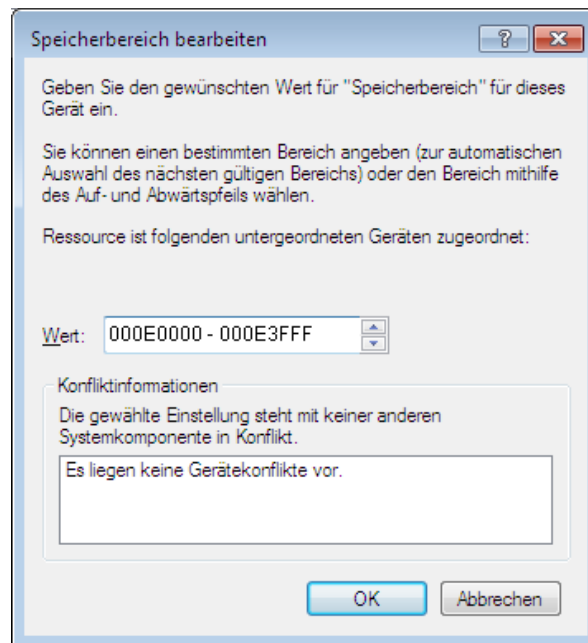 Speicherbereich bearbeiten
Geben Sie den gewünschten Wert für "Speicherbereich" für dieses
Gerät ein.
Sie können einen bestimmten Bereich angeben (zur automatischen
Auswahl des nächsten gültigen Bereichs) oder den Bereich mithilfe
des Auf- und Abwärtspfeils wählen.
Ressource ist folgenden untergeordneten Geräten zugeordnet:
Wert: 000E0000 - 000E3FFF
Konfliktinformationen
Die gewählte Einstellung steht mit keiner anderen
Systemkomponente in Konflikt.
Es liegen keine Gerätekonflikte vor.
OK Abbrechen